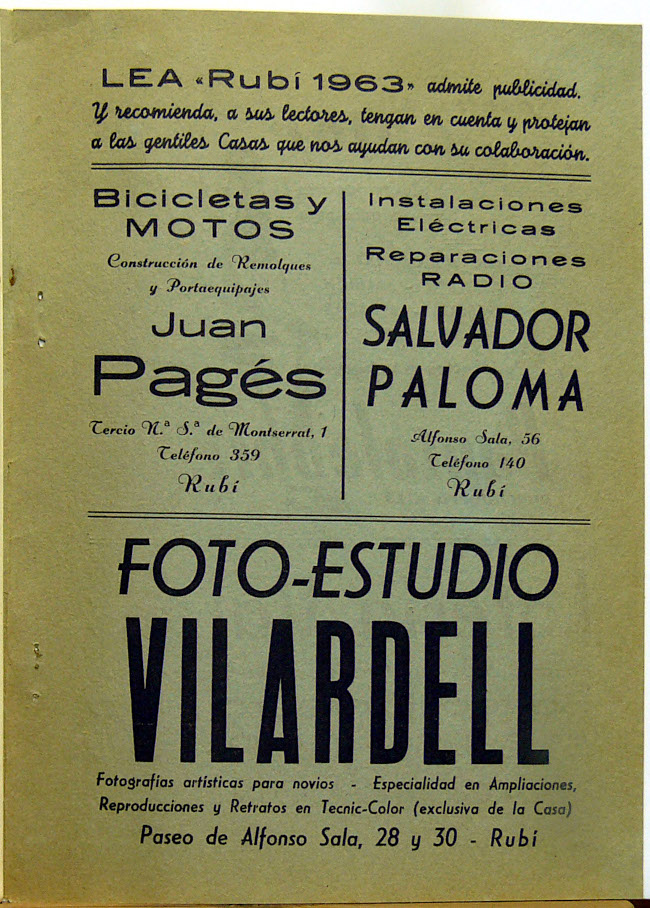 LEA «Rubí 1963» admite publicidad.
Y recomienda, a sus lectores, tengan en cuenta y protejan
a las gentiles Casas que nos ayudan con su colaboración.
Bicicletas y
MOTOS
Construcción de Remolques
y Portaequipajes
Juan
Pagés
Tercio N.ª S.ª de Montserrat, 1
Teléfono 359
Rubí
Instalaciones
Eléctricas
Reparaciones
RADIO
SALVADOR
PALOMA
Alfonso Sala, 56
Teléfono 140
Rubí
FOTO-ESTUDIO
VILARDELL
Fotografías artísticas para novios - Especialidad en Ampliaciones,
Reproducciones y Retratos en Tecnic-Color (exclusiva de la Casa)
Paseo de Alfonso Sala, 28 y 30 - Rubí